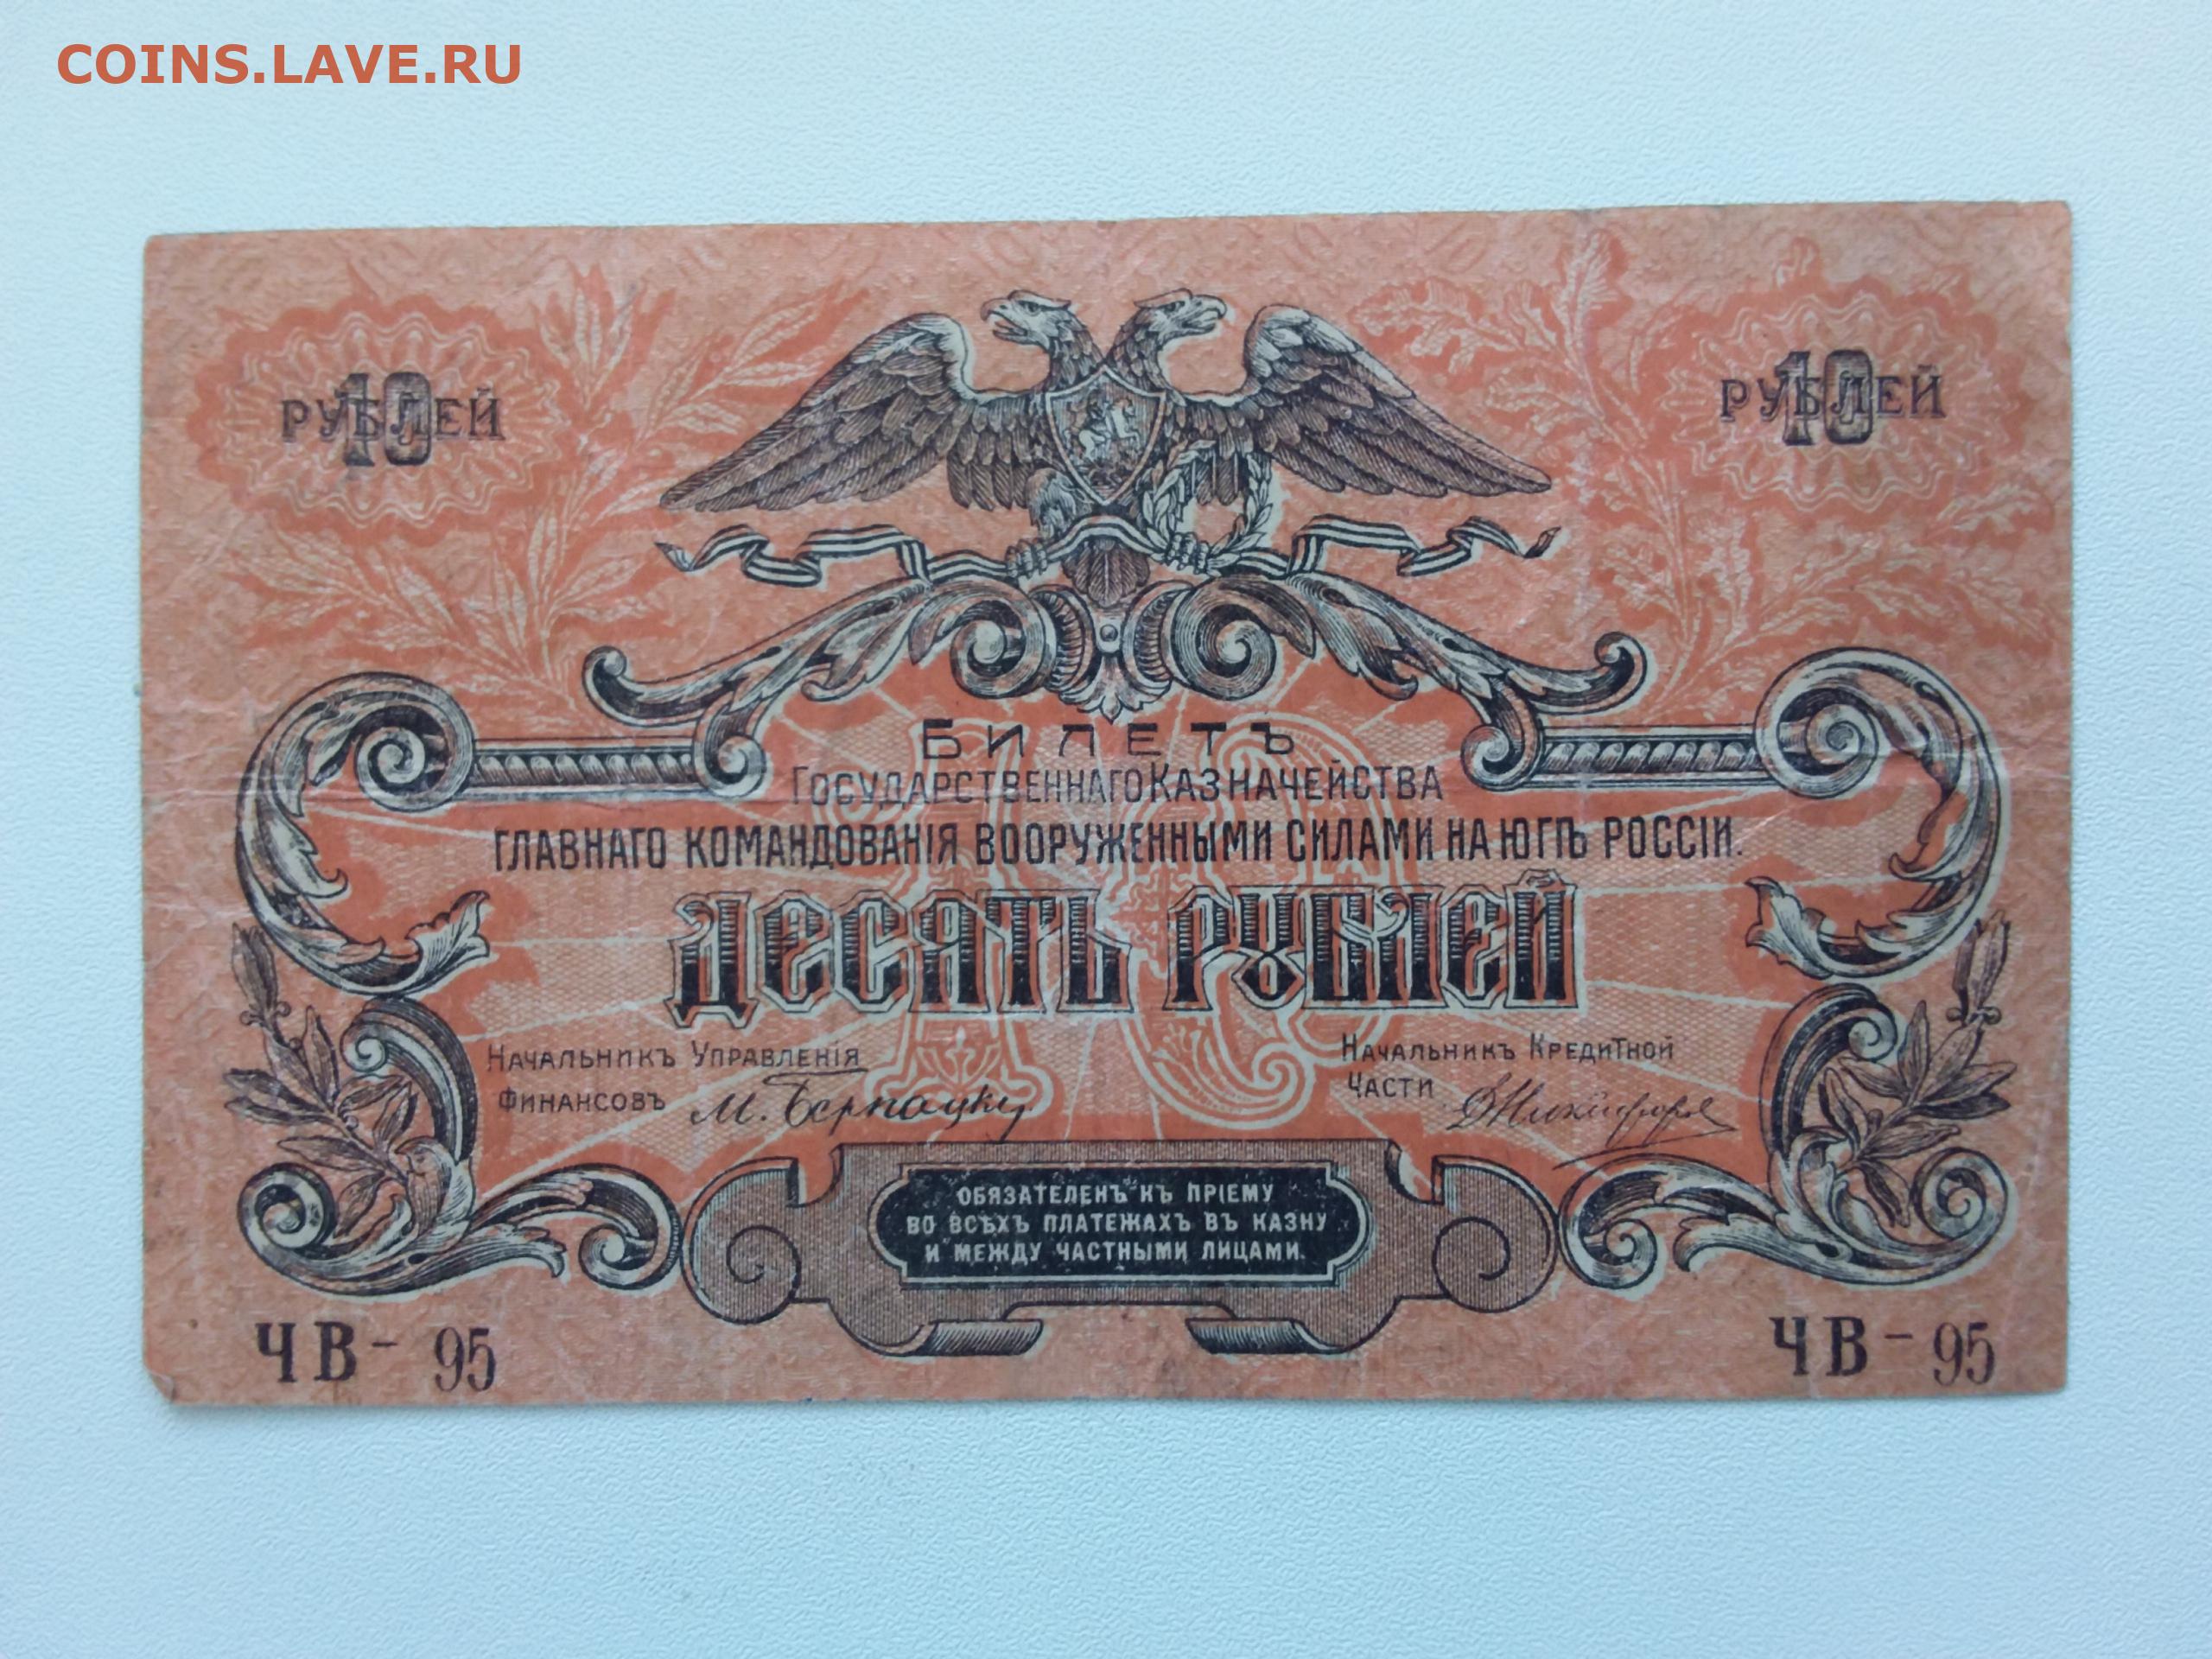 COINS.LAVE.RU
10 РУБЛЕЙ
10 РУБЛЕЙ
БИЛЕТЪ
ГОСУДАРСТВЕННАГО КАЗНАЧЕЙСТВА
ГЛАВНАГО КОМАНДОВАНІЯ ВООРУЖЕННЫМИ СИЛАМИ НА ЮГѢ РОССІИ.
10
ДЕСЯТЬ РУБЛЕЙ
НАЧАЛЬНИКЪ УПРАВЛЕНІЯ
ФИНАНСОВЪ М. Бернацкій
НАЧАЛЬНИКЪ КРЕДИТНОЙ
ЧАСТИ
ОБЯЗАТЕЛЕНЪ КЪ ПРІЕМУ
ВО ВСѢХЪ ПЛАТЕЖАХЪ ВЪ КАЗНУ
И МЕЖДУ ЧАСТНЫМИ ЛИЦАМИ.
ЧВ - 95
ЧВ - 95